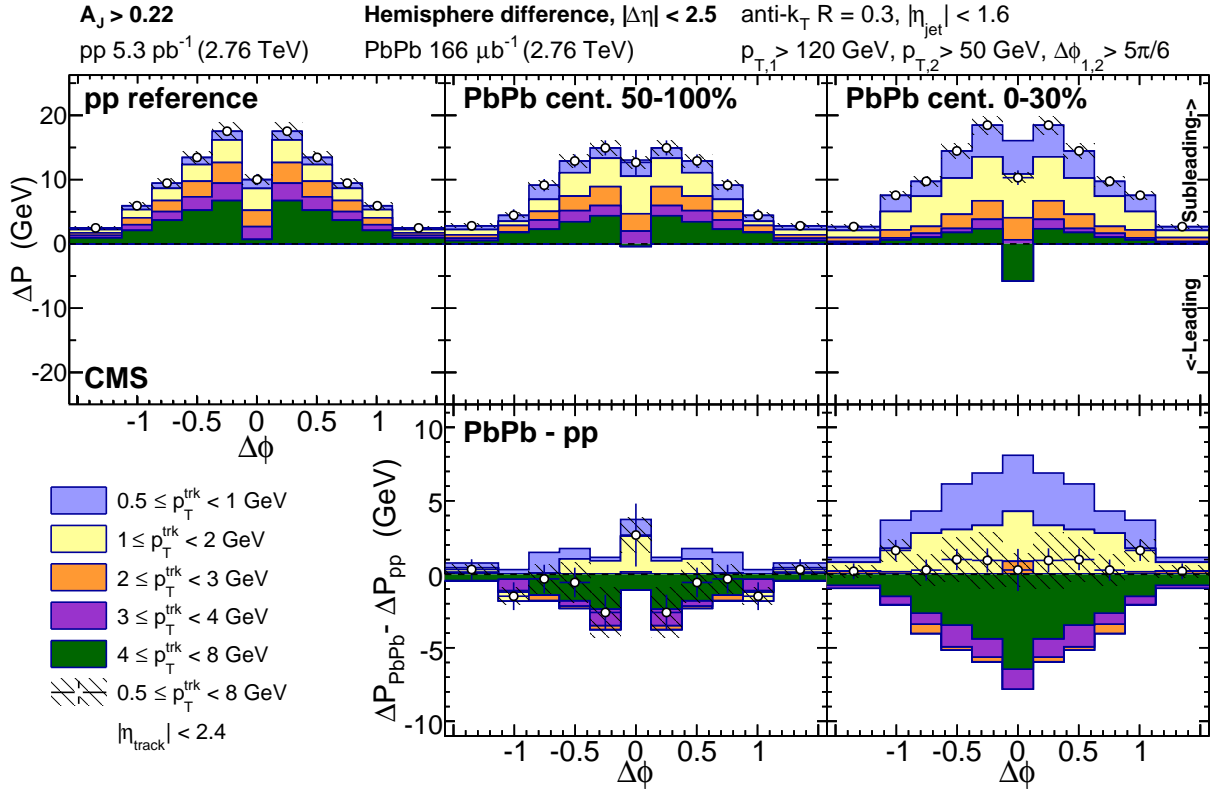 A_J > 0.22 Hemisphere difference, |Δη| < 2.5 anti-k_T R = 0.3, |η_jet| < 1.6
pp 5.3 pb^-1 (2.76 TeV) PbPb 166 μb^-1 (2.76 TeV) p_T,1 > 120 GeV, p_T,2 > 50 GeV, Δϕ_1,2 > 5π/6
pp reference PbPb cent. 50-100% PbPb cent. 0-30%
20
10
0
-10
-20
ΔP (GeV)
Subleading->
<-Leading
CMS
-1 -0.5 0 0.5 1
Δϕ
PbPb - pp
10
5
0
-5
-10
ΔP_PbPb - ΔP_pp (GeV)
0.5 ≤ p_T^trk < 1 GeV
1 ≤ p_T^trk < 2 GeV
2 ≤ p_T^trk < 3 GeV
3 ≤ p_T^trk < 4 GeV
4 ≤ p_T^trk < 8 GeV
0.5 ≤ p_T^trk < 8 GeV
|η_track| < 2.4
-1 -0.5 0 0.5 1 -1 -0.5 0 0.5 1
Δϕ Δϕ